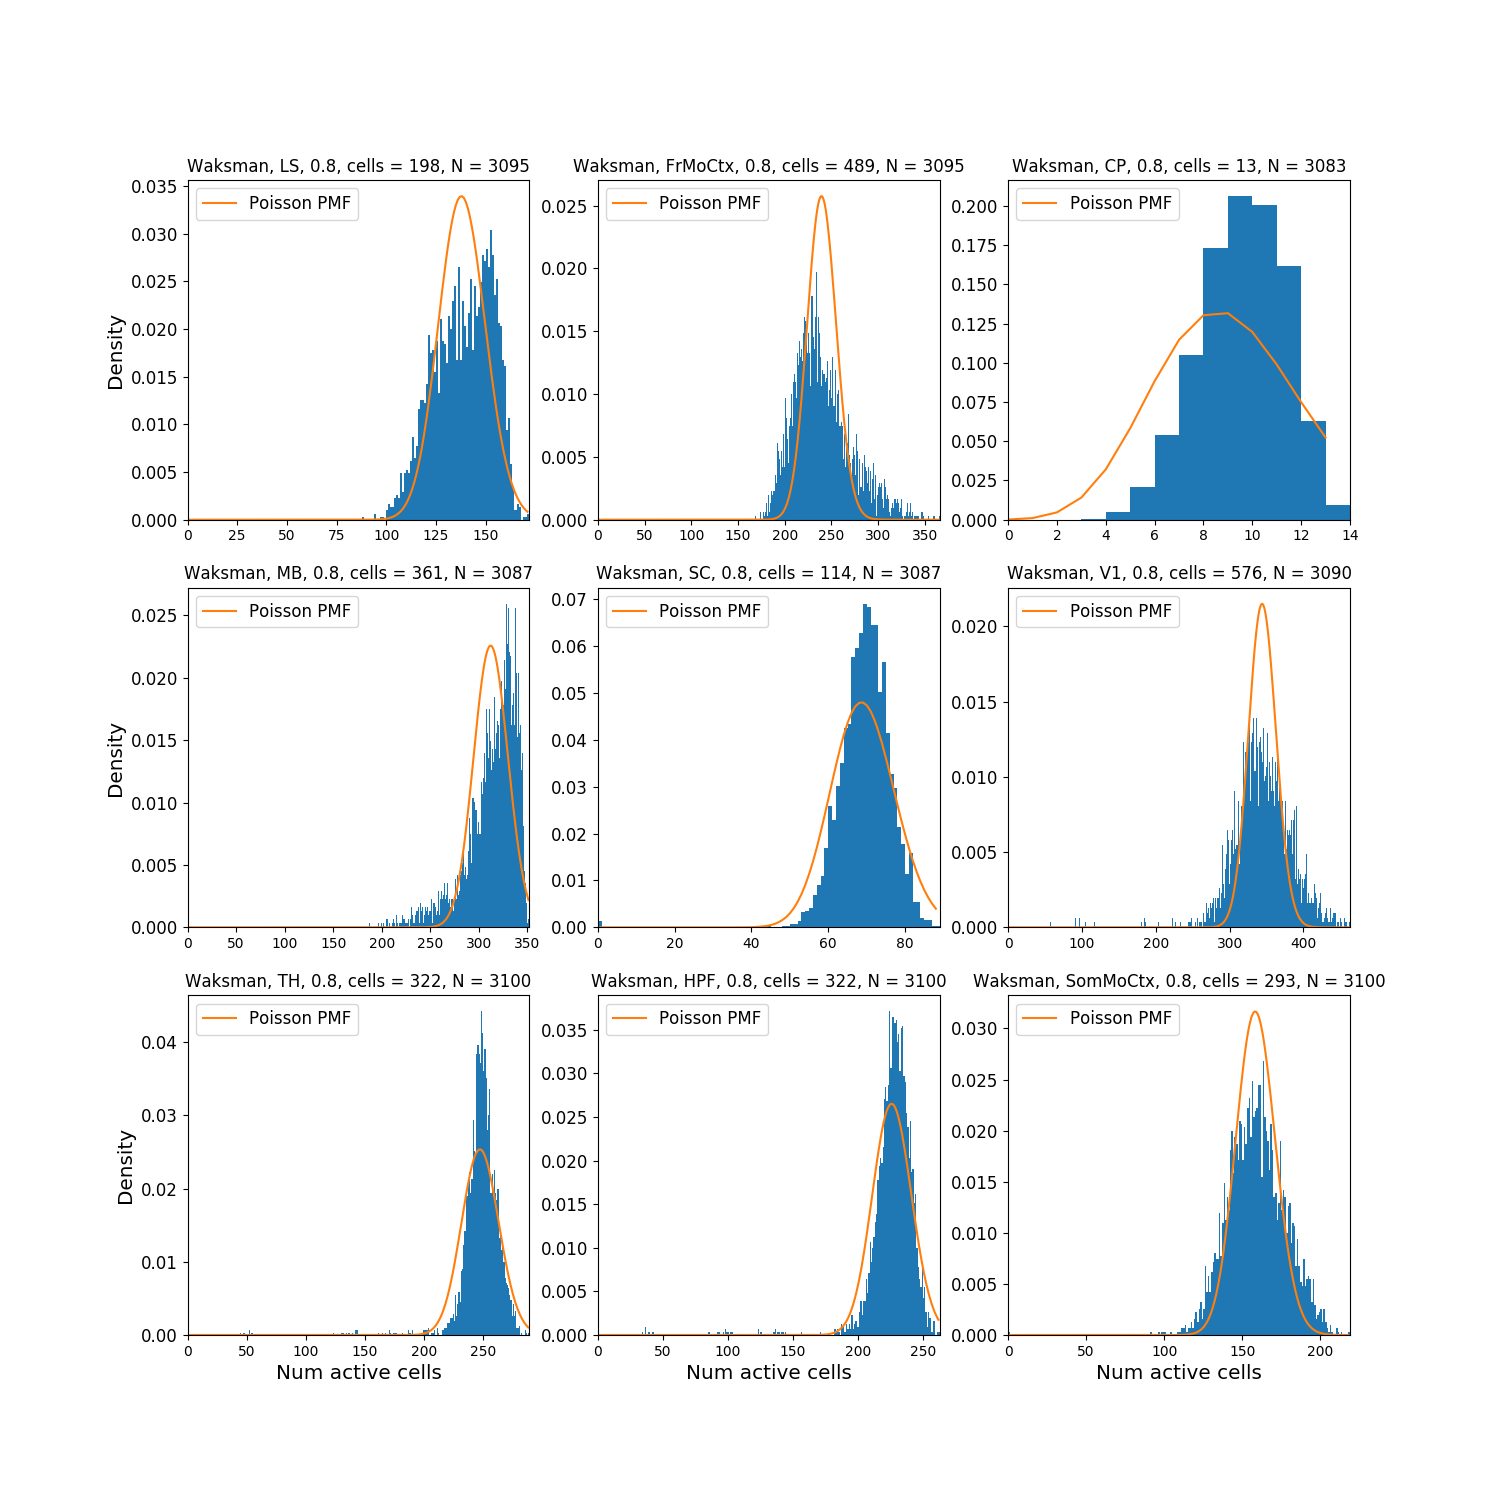 Waksman, LS, 0.8, cells = 198, N = 3095
Waksman, FrMoCtx, 0.8, cells = 489, N = 3095
Waksman, CP, 0.8, cells = 13, N = 3083
Poisson PMF
Poisson PMF
Poisson PMF
Density
0.035
0.030
0.025
0.020
0.015
0.010
0.005
0.000
0 25 50 75 100 125 150
0.025
0.020
0.015
0.010
0.005
0.000
0 50 100 150 200 250 300 350
0.200
0.175
0.150
0.125
0.100
0.075
0.050
0.025
0.000
0 2 4 6 8 10 12 14
Waksman, MB, 0.8, cells = 361, N = 3087
Waksman, SC, 0.8, cells = 114, N = 3087
Waksman, V1, 0.8, cells = 576, N = 3090
Poisson PMF
Poisson PMF
Poisson PMF
Density
0.025
0.020
0.015
0.010
0.005
0.000
0 50 100 150 200 250 300 350
0.07
0.06
0.05
0.04
0.03
0.02
0.01
0.00
0 20 40 60 80
0.020
0.015
0.010
0.005
0.000
0 100 200 300 400
Waksman, TH, 0.8, cells = 322, N = 3100
Waksman, HPF, 0.8, cells = 322, N = 3100
Waksman, SomMoCtx, 0.8, cells = 293, N = 3100
Poisson PMF
Poisson PMF
Poisson PMF
Density
0.04
0.03
0.02
0.01
0.00
0 50 100 150 200 250
Num active cells
0.035
0.030
0.025
0.020
0.015
0.010
0.005
0.000
0 50 100 150 200 250
Num active cells
0.030
0.025
0.020
0.015
0.010
0.005
0.000
0 50 100 150 200
Num active cells